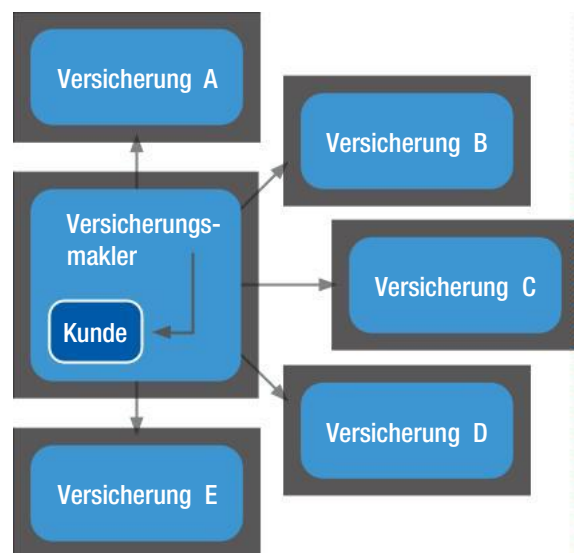 Versicherung A
Versicherung B
Versicherungs-
makler
Versicherung C
Kunde
Versicherung D
Versicherung E